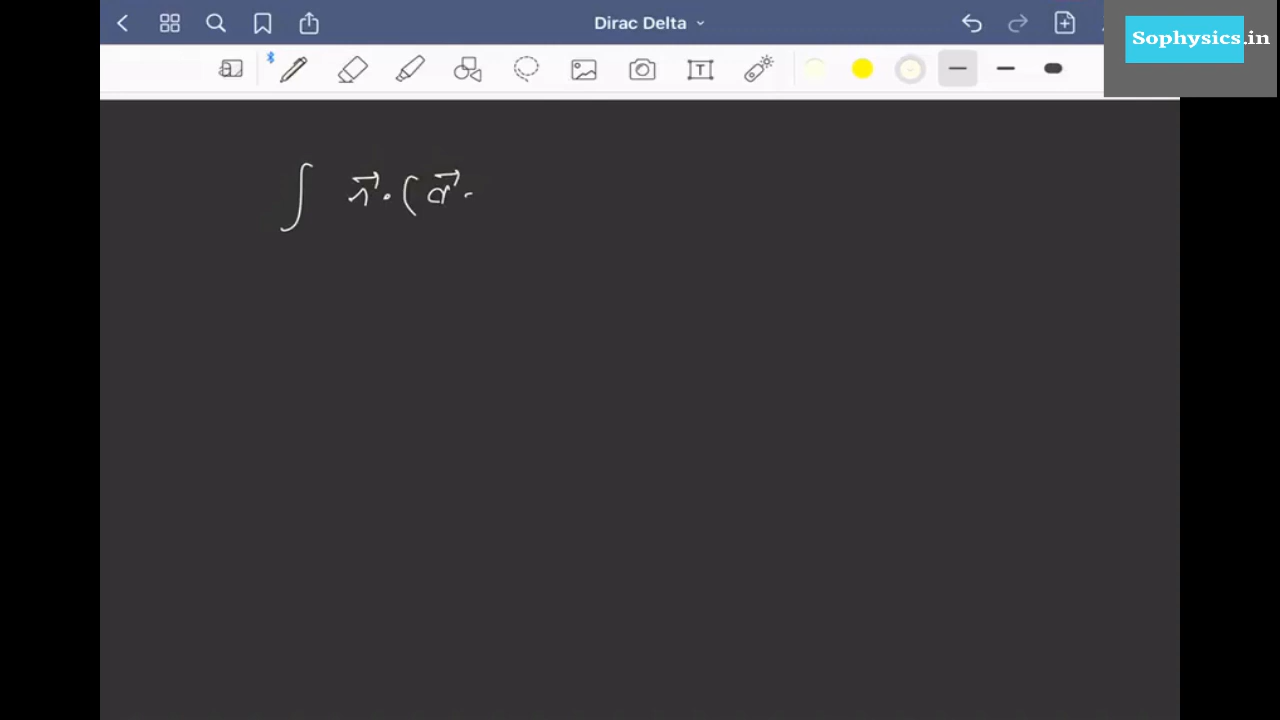 Dirac Delta
Sophysics.in
∫ r⃗ · ( d⃗ -